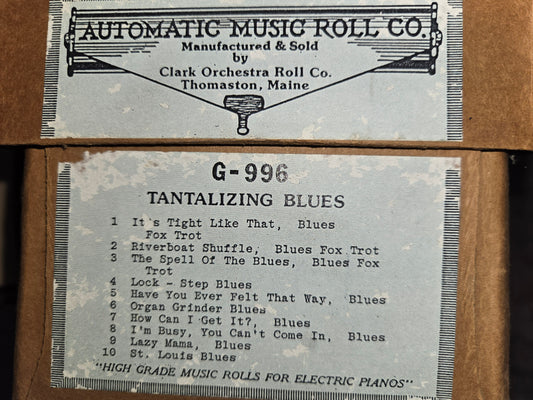 AUTOMATIC MUSIC ROLL CO.
Manufactured & Sold
by
Clark Orchestra Roll Co.
Thomaston, Maine
G-996
TANTALIZING BLUES
1 It's Tight Like That, Blues
Fox Trot
2 Riverboat Shuffle, Blues Fox Trot
3 The Spell Of The Blues, Blues Fox
Trot
4 Lock - Step Blues
5 Have You Ever Felt That Way, Blues
6 Organ Grinder Blues
7 How Can I Get It?, Blues
8 I'm Busy, You Can't Come In, Blues
9 Lazy Mama, Blues
10 St. Louis Blues
"HIGH GRADE MUSIC ROLLS FOR ELECTRIC PIANOS"